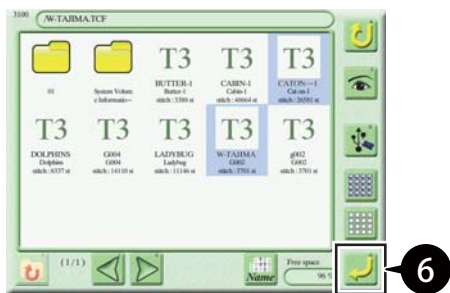 3100 /W-TAJIMA.TCF
T3 T3 T3
01 System Volum BUTTER-1 CABIN-1 CATON-~1
e Informatio~ Butter-1 Cabin-1 Cat on-1
stitch : 3388 st stitch : 46664 st stitch : 26581 st
T3 T3 T3 T3 T3
DOLPHINS G004 LADYBUG W-TAJIMA g002
Dolphins G004 Ladybug G002 G002
stitch : 6337 st stitch : 14110 st stitch : 11146 st stitch : 3701 st stitch : 3701 st
(1/1) Name Free space
96 %
6